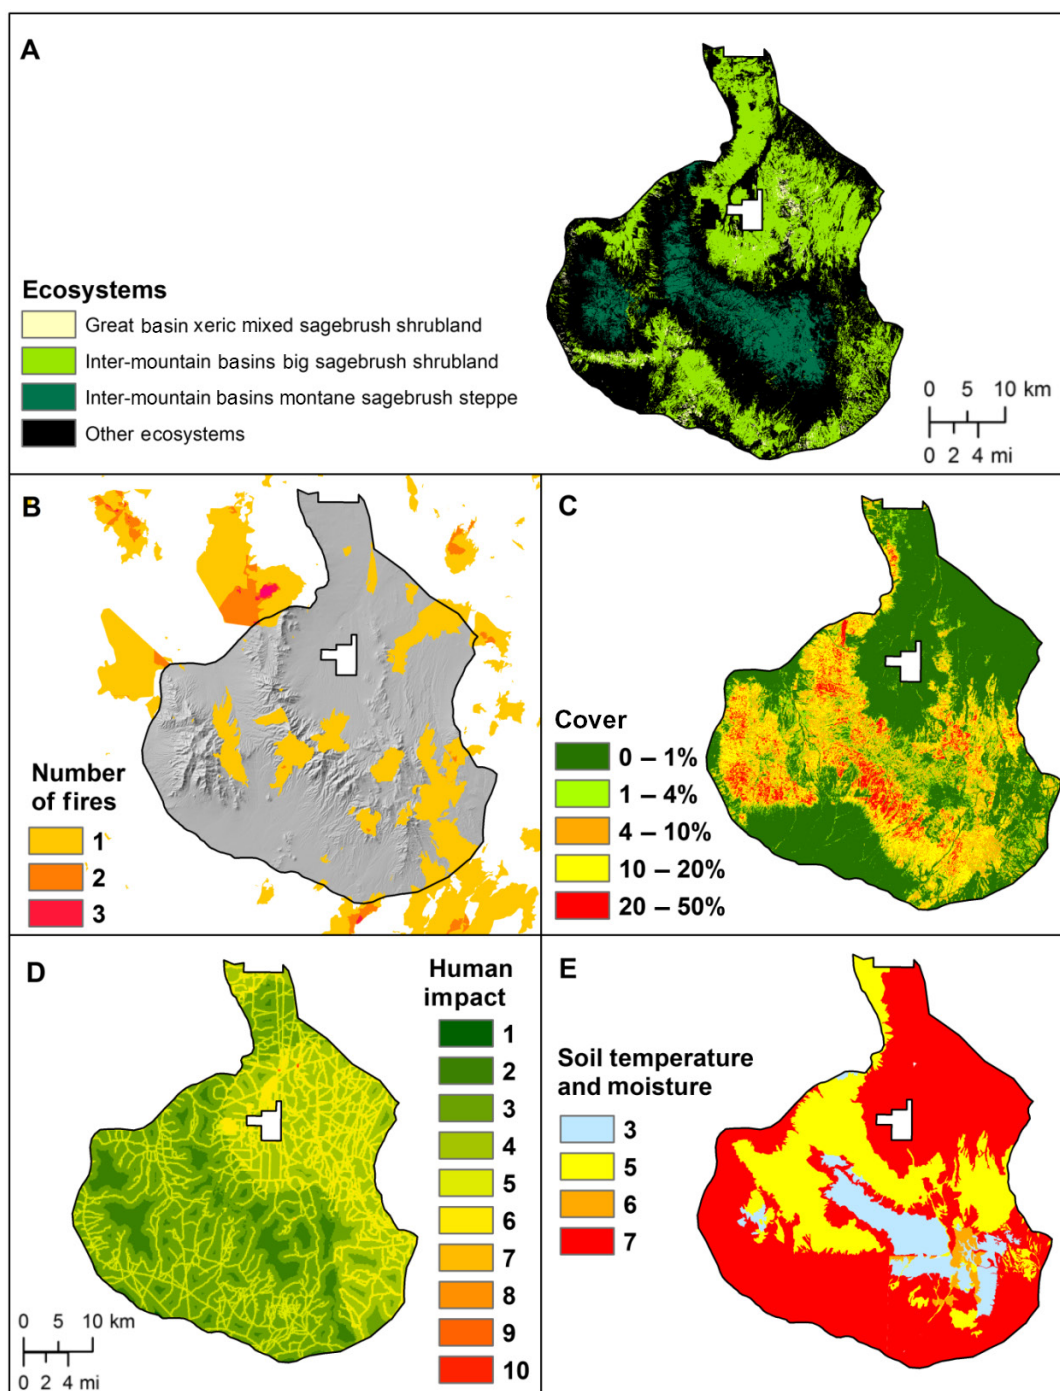 A
Ecosystems
Great basin xeric mixed sagebrush shrubland
Inter-mountain basins big sagebrush shrubland
Inter-mountain basins montane sagebrush steppe
Other ecosystems
0 5 10 km
0 2 4 mi
B
Number
of fires
1
2
3
C
Cover
0 – 1%
1 – 4%
4 – 10%
10 – 20%
20 – 50%
D
Human
impact
1
2
3
4
5
6
7
8
9
10
0 5 10 km
0 2 4 mi
E
Soil temperature
and moisture
3
5
6
7